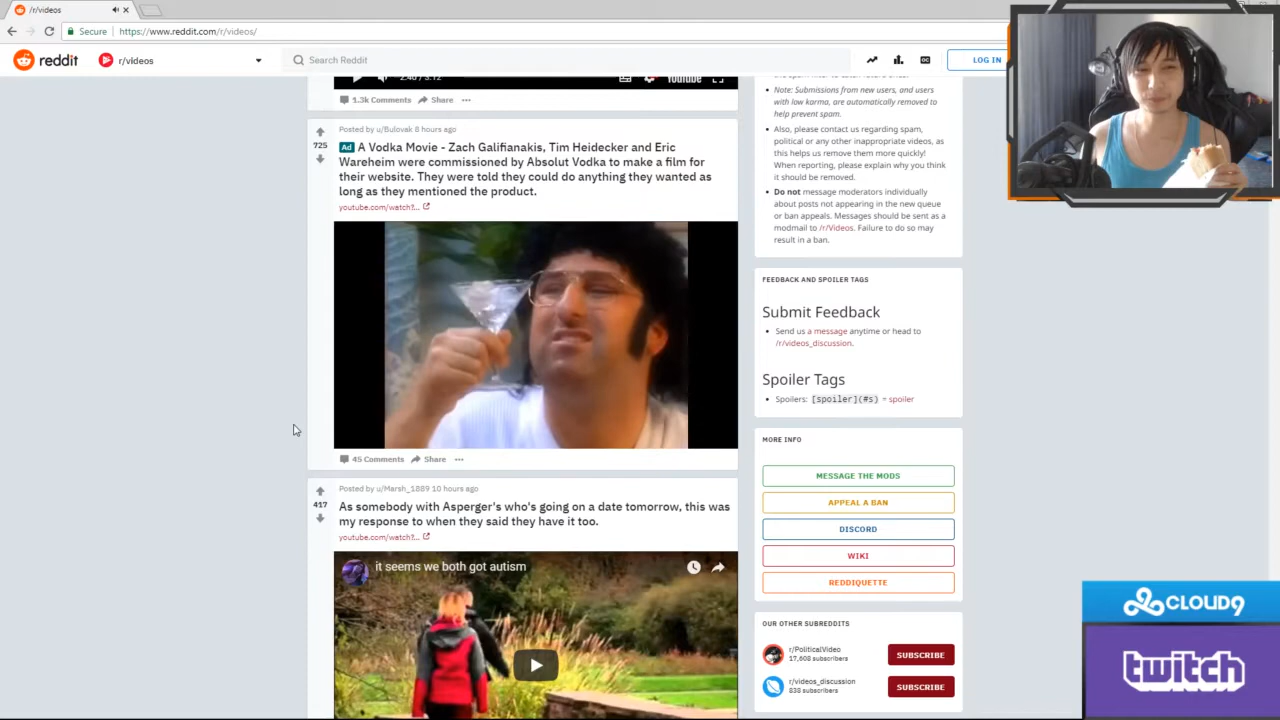 /r/videos
Secure
https://www.reddit.com/r/videos/
reddit
r/videos
Search Reddit
LOG IN
2:40 / 3:12
YouTube
1.3k Comments
Share
Posted by u/Bulovak 8 hours ago
725
Ad A Vodka Movie - Zach Galifianakis, Tim Heidecker and Eric
Wareheim were commissioned by Absolut Vodka to make a film for
their website. They were told they could do anything they wanted as
long as they mentioned the product.
youtube.com/watch?...
45 Comments
Share
Posted by u/Marsh_1889 10 hours ago
417
As somebody with Asperger's who's going on a date tomorrow, this was
my response to when they said they have it too.
youtube.com/watch?...
it seems we both got autism
Note: Submissions from new users, and users
with low karma, are automatically removed to
help prevent spam.
Also, please contact us regarding spam,
political or any other inappropriate videos, as
this helps us remove them more quickly!
When reporting, please explain why you think
it should be removed.
Do not message moderators individually
about posts not appearing in the new queue
or ban appeals. Messages should be sent as a
modmail to /r/Videos. Failure to do so may
result in a ban.
FEEDBACK AND SPOILER TAGS
Submit Feedback
Send us a message anytime or head to
/r/videos_discussion.
Spoiler Tags
Spoilers: [spoiler](#s) = spoiler
MORE INFO
MESSAGE THE MODS
APPEAL A BAN
DISCORD
WIKI
REDDIQUETTE
OUR OTHER SUBREDDITS
r/PoliticalVideo
17,608 subscribers
SUBSCRIBE
r/videos_discussion
838 subscribers
SUBSCRIBE
CLOUD9
twitch